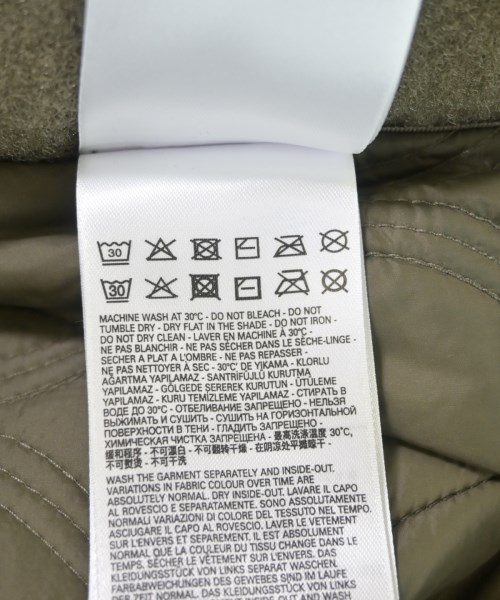 30
30
MACHINE WASH AT 30°C - DO NOT BLEACH - DO NOT
TUMBLE DRY - DRY FLAT IN THE SHADE - DO NOT IRON -
DO NOT DRY CLEAN - LAVER EN MACHINE À 30°C -
NE PAS BLANCHIR - NE PAS SÉCHER DANS LE SÈCHE-LINGE -
SÉCHER A PLAT A L'OMBRE - NE PAS REPASSER -
NE PAS NETTOYER A SEC - 30°C' DE YIKAMA - KLORLU
AĞARTMA YAPILAMAZ - SANTRİFÜJLÜ KURUTMA
YAPILAMAZ - GÖLGEDE SEREREK KURUTUN - ÜTÜLEME
YAPILAMAZ - KURU TEMİZLEME YAPILAMAZ - СТИРАТЬ В
ВОДЕ ДО 30°C - ОТБЕЛИВАНИЕ ЗАПРЕЩЕНО - НЕЛЬЗЯ
ВЫЖИМАТЬ И СУШИТЬ - СУШИТЬ НА ГОРИЗОНТАЛЬНОЙ
ПОВЕРХНОСТИ В ТЕНИ - ГЛАДИТЬ ЗАПРЕЩЕНО -
ХИМИЧЕСКАЯ ЧИСТКА ЗАПРЕЩЕНА - 最高洗涤温度 30℃,
缓和程序 - 不可漂白 - 不可翻转干燥 - 在阴凉处平摊晾干 -
不可熨烫 - 不可干洗
WASH THE GARMENT SEPARATELY AND INSIDE-OUT.
VARIATIONS IN FABRIC COLOUR OVER TIME ARE
ABSOLUTELY NORMAL. DRY INSIDE-OUT. LAVARE IL CAPO
AL ROVESCIO E SEPARATAMENTE. SONO ASSOLUTAMENTE
NORMALI VARIAZIONI DI COLORE DEL TESSUTO NEL TEMPO.
ASCIUGARE IL CAPO AL ROVESCIO. LAVER LE VETEMENT
SUR L'ENVERS ET SEPAREMENT. IL EST ABSOLUMENT
NORMAL QUE LA COULEUR DU TISSU CHANGE DANS LE
TEMPS. SÉCHER LE VETEMENT SUR L'ENVERS. DAS
KLEIDUNGSSTÜCK VON LINKS SEPARAT WASCHEN.
FARBABWEICHUNGEN DES GEWEBES SIND IM LAUFE